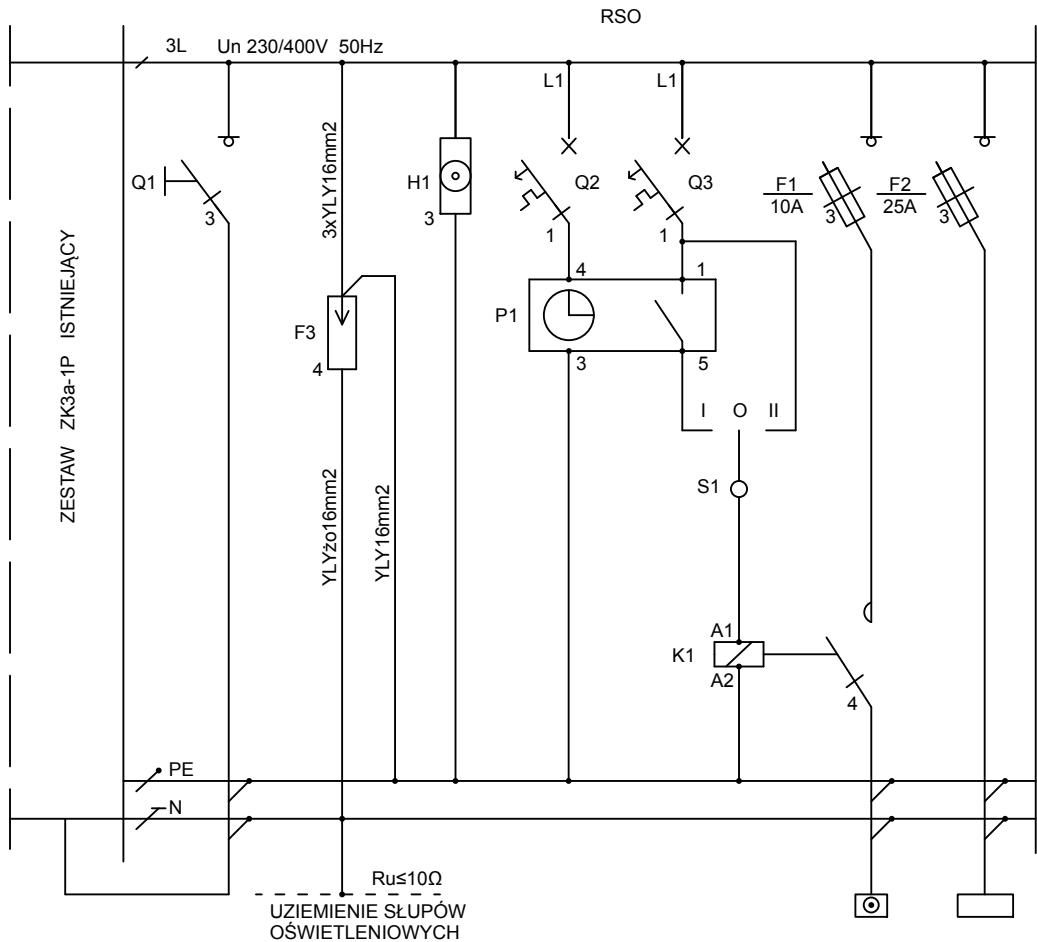 RSO
3L Un 230/400V 50Hz
L1 L1
Q1
3
3xYLY16mm2
H1
3
Q2
1
Q3
1
F1
10A
3
F2
25A
3
ZESTAW ZK3a-1P ISTNIEJĄCY
F3
4
P1
4 1
3 5
I O II
S1
YLYżo16mm2
YLY16mm2
A1
K1
A2
4
PE
N
Ru≤10Ω
UZIEMIENIE SŁUPÓW
OŚWIETLENIOWYCH